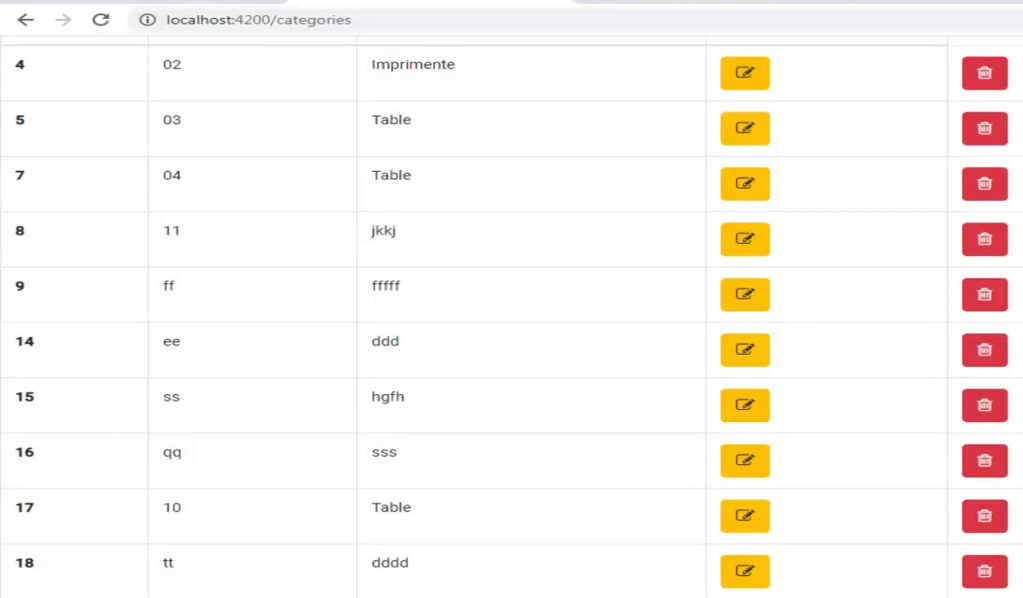 localhost:4200/categories
4 02 Imprimente
5 03 Table
7 04 Table
8 11 jkkj
9 ff fffff
14 ee ddd
15 ss hgfh
16 qq sss
17 10 Table
18 tt dddd